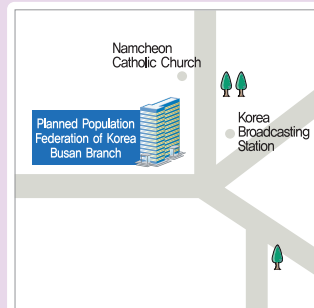 Namcheon
Catholic Church
Planned Population
Federation of Korea
Busan Branch
Korea
Broadcasting
Station